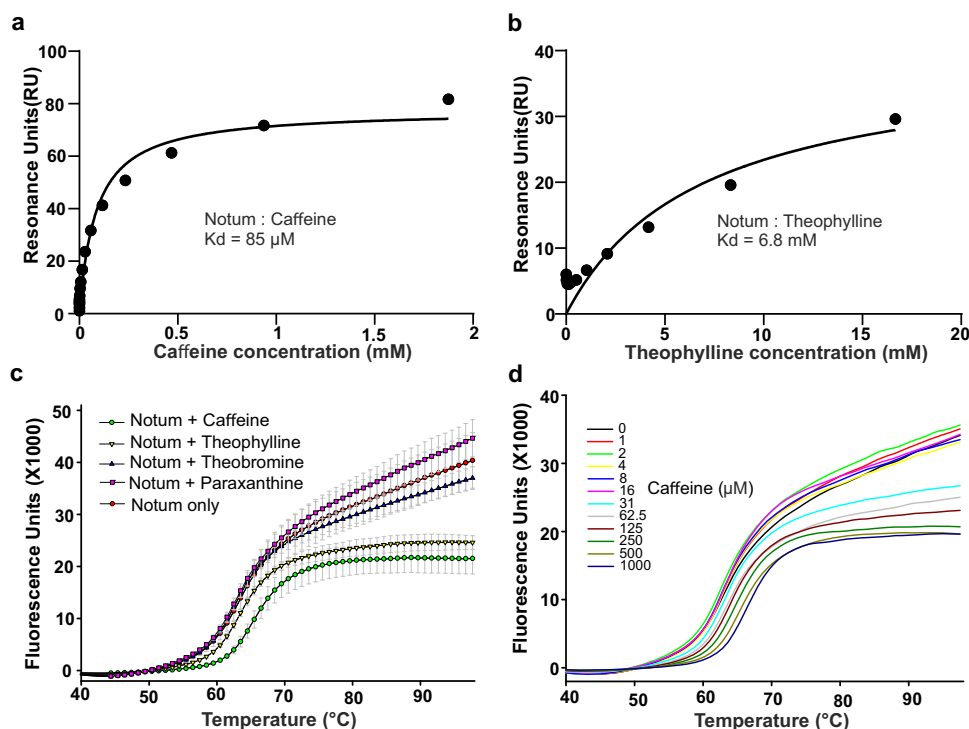 a
Resonance Units(RU)
100
80
60
40
20
0
Notum : Caffeine
Kd = 85 µM
0
0.5
1
1.5
2
Caffeine concentration (mM)
b
Resonance Units(RU)
40
30
20
10
0
Notum : Theophylline
Kd = 6.8 mM
0
5
10
15
20
Theophylline concentration (mM)
c
Fluorescence Units (X1000)
50
40
30
20
10
0
Notum + Caffeine
Notum + Theophylline
Notum + Theobromine
Notum + Paraxanthine
Notum only
40
50
60
70
80
90
Temperature (°C)
d
Fluorescence Units (X1000)
40
30
20
10
0
0
1
2
4
8
16
31
62.5
125
250
500
1000
Caffeine (µM)
40
50
60
70
80
90
Temperature (°C)